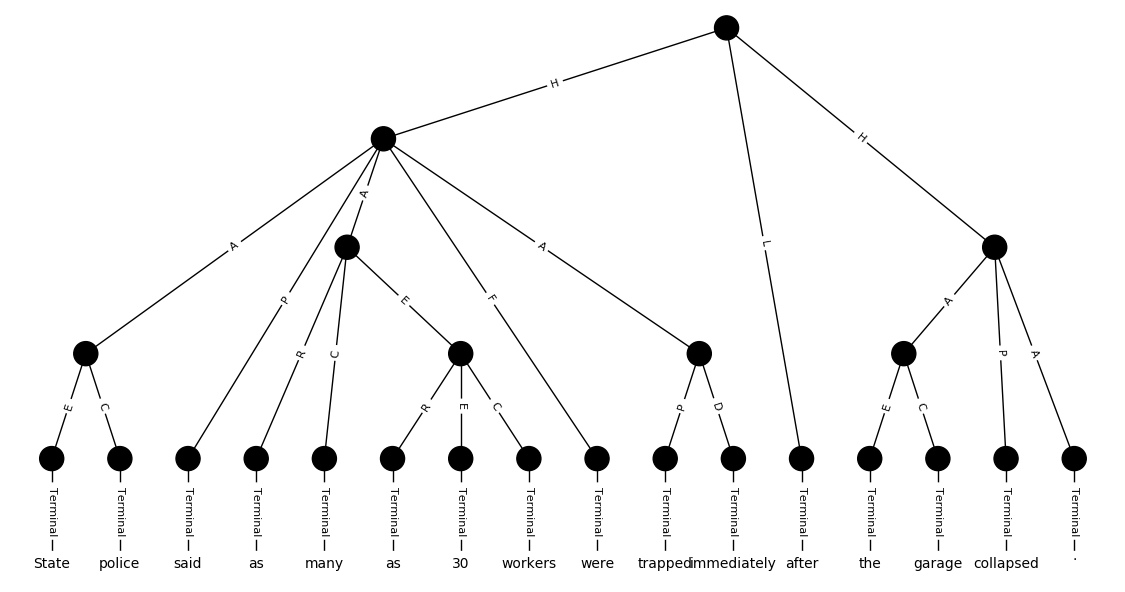 H
A
H
A
A
L
P
E
F
A
R
C
E
C
R
E
C
P
D
E
C
P
A
Terminal Terminal Terminal Terminal Terminal Terminal Terminal Terminal Terminal Terminal Terminal Terminal Terminal Terminal Terminal Terminal
State police said as many as 30 workers were trapped immediately after the garage collapsed .